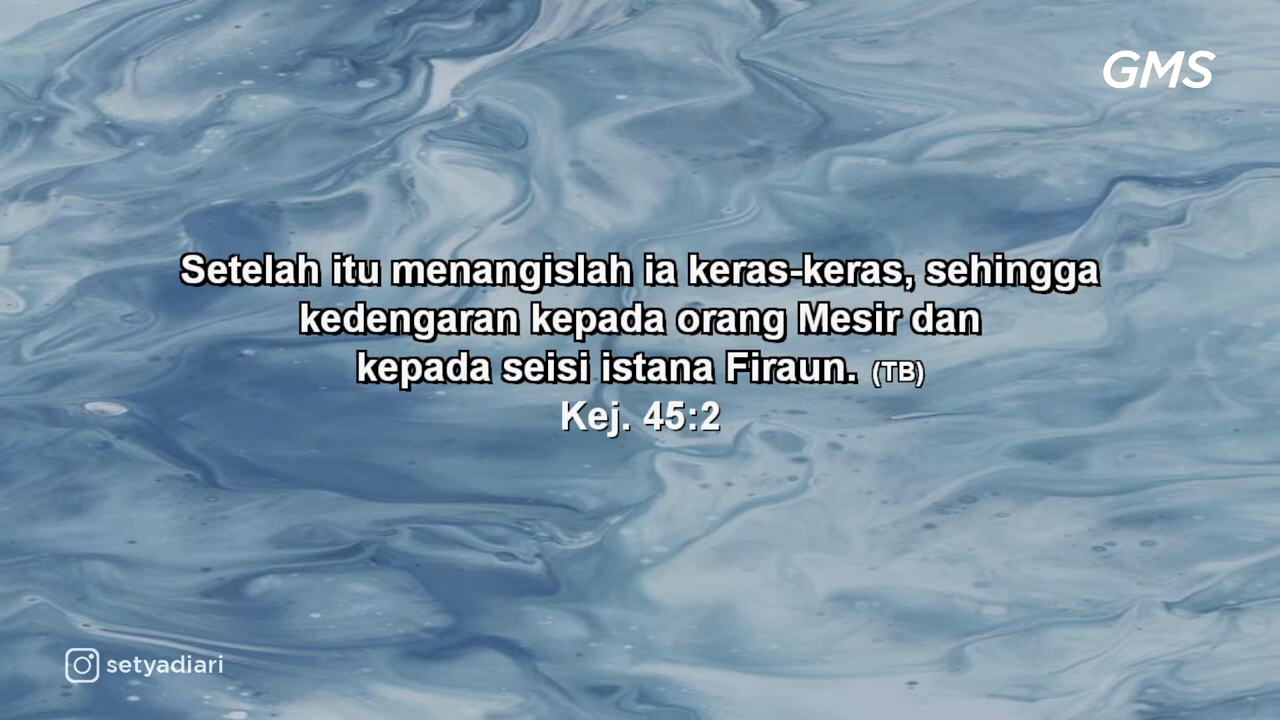 GMS
Setelah itu menangislah ia keras-keras, sehingga
kedengaran kepada orang Mesir dan
kepada seisi istana Firaun. (TB)
Kej. 45:2
setyadiari